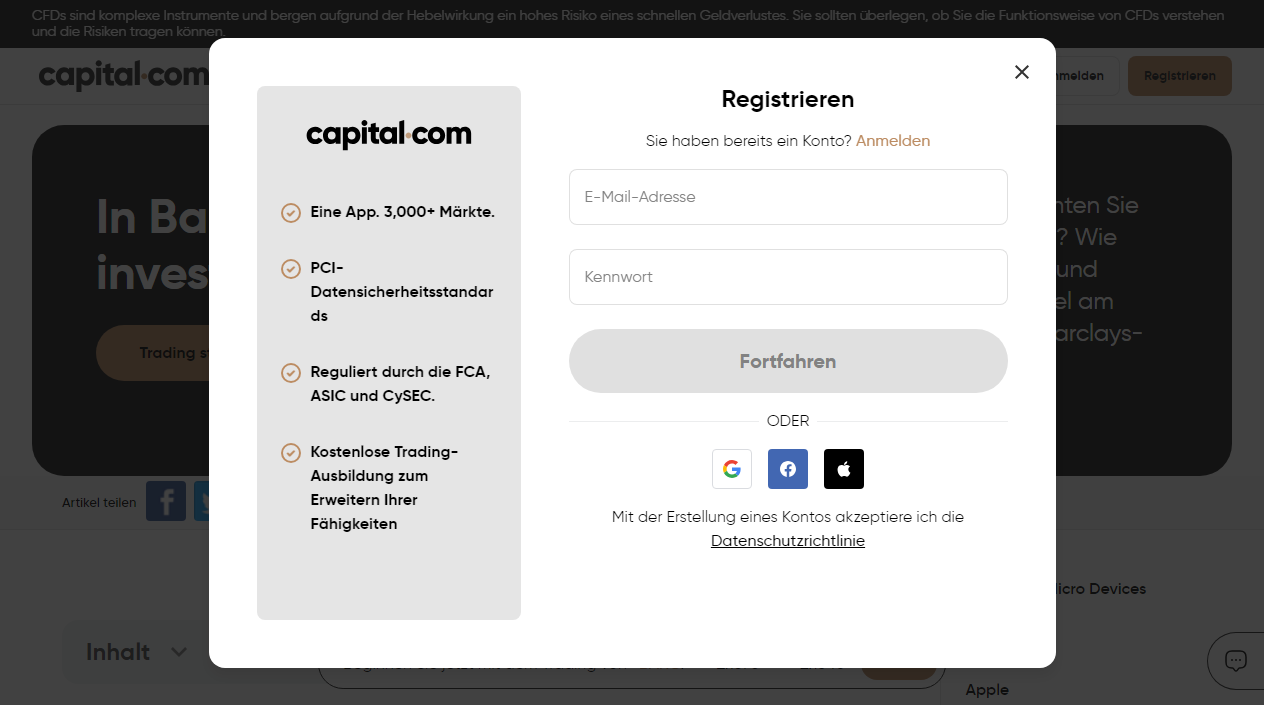 CFDs sind komplexe Instrumente und bergen aufgrund der Hebelwirkung ein hohes Risiko eines schnellen Geldverlustes. Sie sollten überlegen, ob Sie die Funktionsweise von CFDs verstehen
und die Risiken tragen können.
capital.com
Registrieren
Registrieren
Sie haben bereits ein Konto? Anmelden
E-Mail-Adresse
Kennwort
Fortfahren
ODER
Mit der Erstellung eines Kontos akzeptiere ich die
Datenschutzrichtlinie
capital.com
Eine App. 3,000+ Märkte.
PCI-
Datensicherheitsstandar
ds
Reguliert durch die FCA,
ASIC und CySEC.
Kostenlose Trading-
Ausbildung zum
Erweitern Ihrer
Fähigkeiten
In Ba
inves
Trading
nten Sie
? Wie
und
el am
arclays-
Artikel teilen
Inhalt
icro Devices
Apple